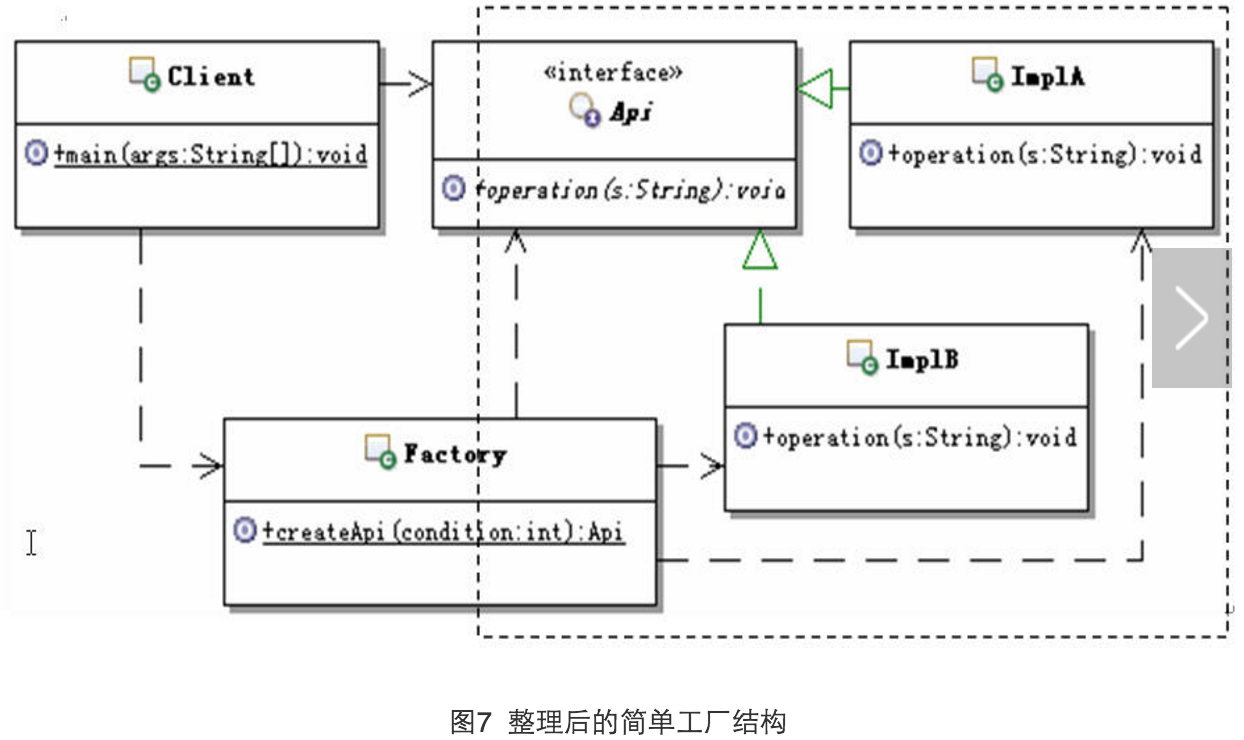 Client
+main(args:String[]):void
«interface»
Api
+operation(s:String):void
ImplA
+operation(s:String):void
ImplB
+operation(s:String):void
Factory
+createApi(condition:int):Api
图7 整理后的简单工厂结构